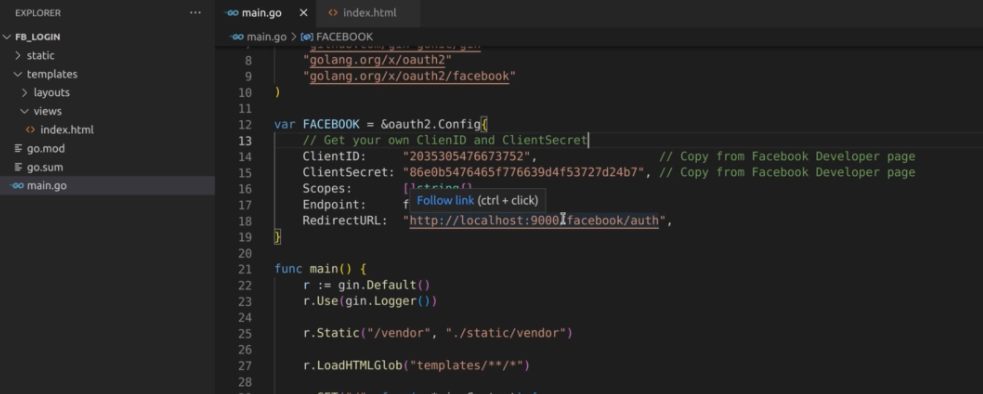 EXPLORER ...
FB_LOGIN
static
templates
layouts
views
index.html
go.mod
go.sum
main.go
main.go index.html
main.go > FACEBOOK
7 "github.com/gin-gonic/gin"
8 "golang.org/x/oauth2"
9 "golang.org/x/oauth2/facebook"
10 )
11
12 var FACEBOOK = &oauth2.Config{
13 // Get your own ClienID and ClientSecret
14 ClientID: "2035305476673752", // Copy from Facebook Developer page
15 ClientSecret: "86e0b5476465f776639d4f53727d24b7", // Copy from Facebook Developer page
16 Scopes: []string{}
Follow link (ctrl + click)
17 Endpoint: f
18 RedirectURL: "http://localhost:9000/facebook/auth",
19 }
20
21 func main() {
22 r := gin.Default()
23 r.Use(gin.Logger())
24
25 r.Static("/vendor", "./static/vendor")
26
27 r.LoadHTMLGlob("templates/**/*")
28